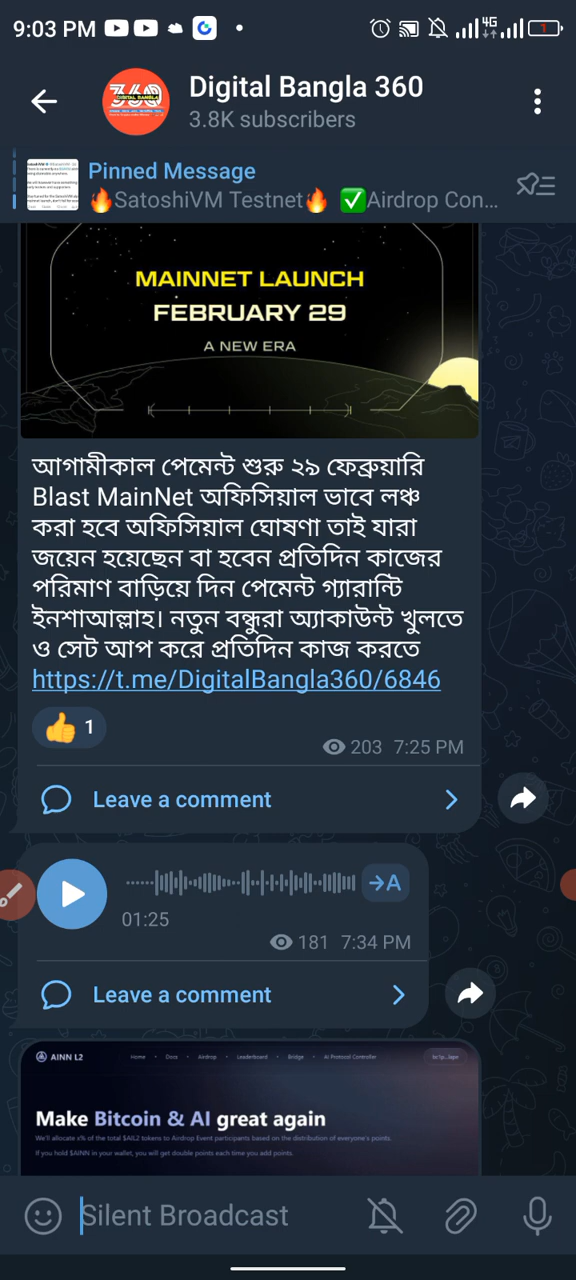 9:03 PM
4G
1
Digital Bangla 360
3.8K subscribers
Pinned Message
🔥SatoshiVM Testnet🔥 ✅Airdrop Con...
MAINNET LAUNCH
FEBRUARY 29
A NEW ERA
আগামীকাল পেমেন্ট শুরু ২৯ ফেব্রুয়ারি
Blast MainNet অফিসিয়াল ভাবে লঞ্চ
করা হবে অফিসিয়াল ঘোষণা তাই যারা
জয়েন হয়েছেন বা হবেন প্রতিদিন কাজের
পরিমাণ বাড়িয়ে দিন পেমেন্ট গ্যারান্টি
ইনশাআল্লাহ। নতুন বন্ধুরা অ্যাকাউন্ট খুলতে
ও সেট আপ করে প্রতিদিন কাজ করতে
https://t.me/DigitalBangla360/6846
👍 1
203 7:25 PM
Leave a comment
→A
01:25
181 7:34 PM
Leave a comment
AINN L2
Home • Docs • Airdrop • Leaderboard • Bridge • AI Protocol Controller
Make Bitcoin & AI great again
We'll allocate x% of the total $AIL2 tokens to Airdrop Event participants based on the distribution of everyone's points.
If you hold $AINN in your wallet, you will get double points each time you add points.
Silent Broadcast